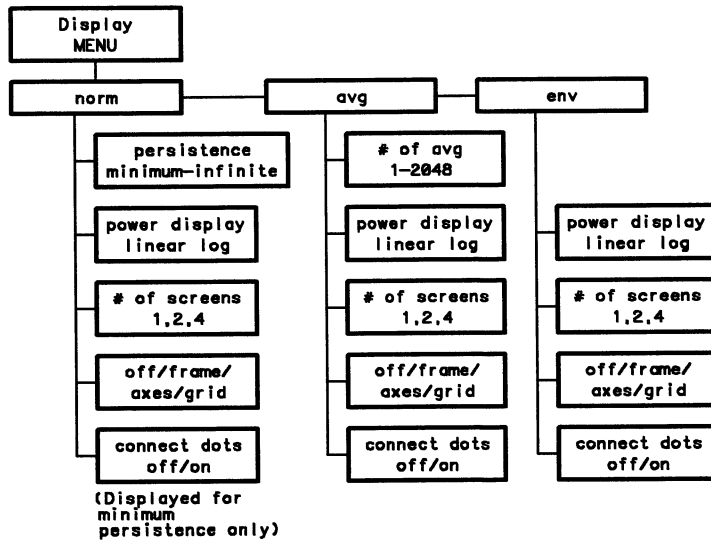 Display
MENU
norm
avg
env
persistence
minimum-infinite
# of avg
1-2048
power display
linear log
power display
linear log
power display
linear log
# of screens
1,2,4
# of screens
1,2,4
# of screens
1,2,4
off/frame/
axes/grid
off/frame/
axes/grid
off/frame/
axes/grid
connect dots
off/on
connect dots
off/on
connect dots
off/on
(Displayed for
minimum
persistence only)